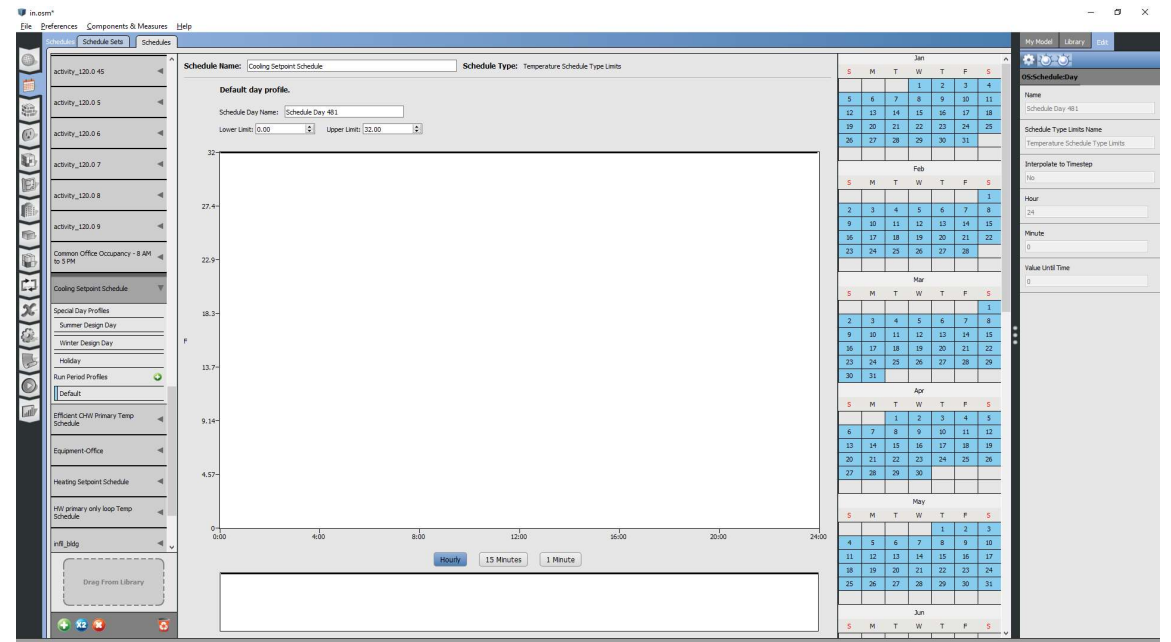 in.osm*
File Preferences Components & Measures Help
Schedules Schedule Sets Schedules
activity_120.0 45
activity_120.0 5
activity_120.0 6
activity_120.0 7
activity_120.0 8
activity_120.0 9
Common Office Occupancy - 8 AM
to 5 PM
Cooling Setpoint Schedule
Special Day Profiles
Summer Design Day
Winter Design Day
Holiday
Run Period Profiles
Default
Efficient CHW Primary Temp
Schedule
Equipment-Office
Heating Setpoint Schedule
HW primary only loop Temp
Schedule
infil_bldg
Drag From Library
X2
Schedule Name: Cooling Setpoint Schedule Schedule Type: Temperature Schedule Type Limits
Default day profile.
Schedule Day Name: Schedule Day 481
Lower Limit: 0.00 Upper Limit: 32.00
32
27.4
22.9
18.3
F
13.7
9.14
4.57
0
0:00 4:00 8:00 12:00 16:00 20:00 24:00
Hourly 15 Minutes 1 Minute
Jan
S M T W T F S
1 2 3 4
5 6 7 8 9 10 11
12 13 14 15 16 17 18
19 20 21 22 23 24 25
26 27 28 29 30 31
Feb
S M T W T F S
1
2 3 4 5 6 7 8
9 10 11 12 13 14 15
16 17 18 19 20 21 22
23 24 25 26 27 28
Mar
S M T W T F S
1
2 3 4 5 6 7 8
9 10 11 12 13 14 15
16 17 18 19 20 21 22
23 24 25 26 27 28 29
30 31
Apr
S M T W T F S
1 2 3 4 5
6 7 8 9 10 11 12
13 14 15 16 17 18 19
20 21 22 23 24 25 26
27 28 29 30
May
S M T W T F S
1 2 3
4 5 6 7 8 9 10
11 12 13 14 15 16 17
18 19 20 21 22 23 24
25 26 27 28 29 30 31
Jun
S M T W T F S
My Model Library Edit
OS:Schedule:Day
Name
Schedule Day 481
Schedule Type Limits Name
Temperature Schedule Type Limits
Interpolate to Timestep
No
Hour
24
Minute
0
Value Until Time
0